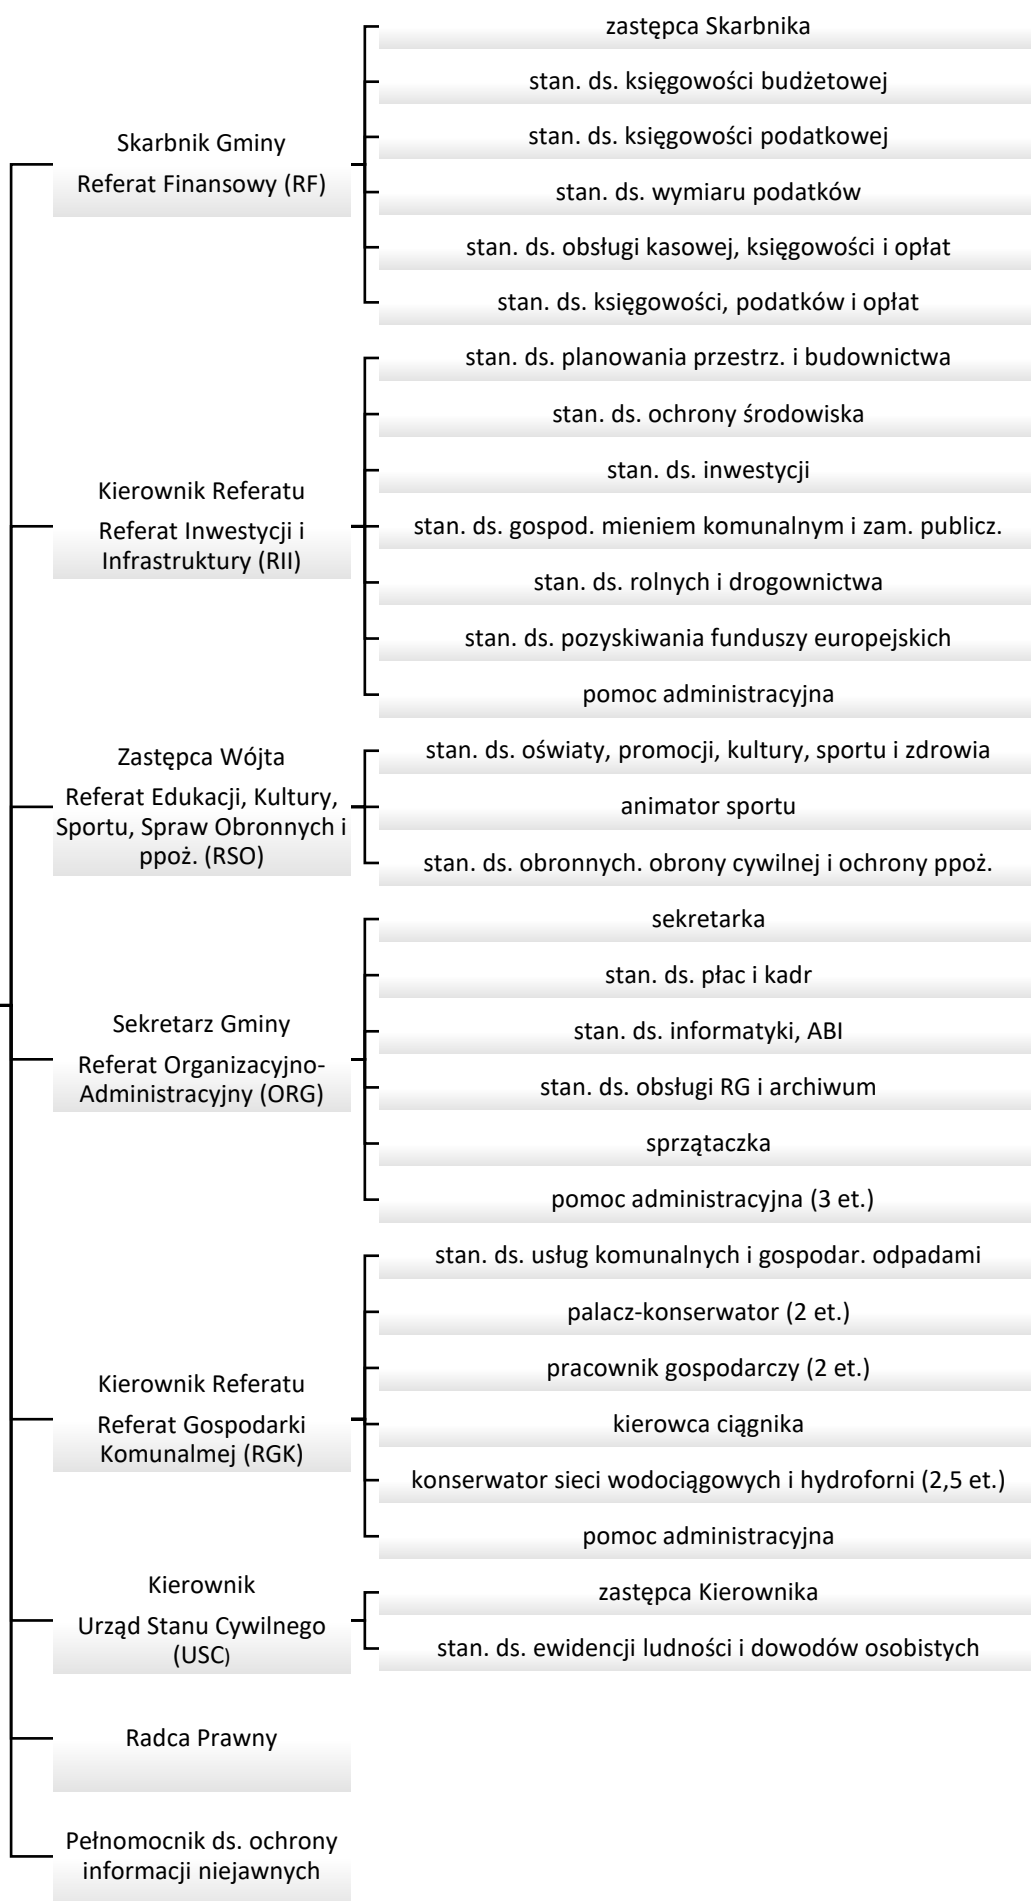 Skarbnik Gminy
Referat Finansowy (RF)
zastępca Skarbnika
stan. ds. księgowości budżetowej
stan. ds. księgowości podatkowej
stan. ds. wymiaru podatków
stan. ds. obsługi kasowej, księgowości i opłat
stan. ds. księgowości, podatków i opłat
Kierownik Referatu
Referat Inwestycji i
Infrastruktury (RII)
stan. ds. planowania przestrz. i budownictwa
stan. ds. ochrony środowiska
stan. ds. inwestycji
stan. ds. gospod. mieniem komunalnym i zam. publicz.
stan. ds. rolnych i drogownictwa
stan. ds. pozyskiwania funduszy europejskich
pomoc administracyjna
Zastępca Wójta
Referat Edukacji, Kultury,
Sportu, Spraw Obronnych i
ppoż. (RSO)
stan. ds. oświaty, promocji, kultury, sportu i zdrowia
animator sportu
stan. ds. obronnych. obrony cywilnej i ochrony ppoż.
Sekretarz Gminy
Referat Organizacyjno-
Administracyjny (ORG)
sekretarka
stan. ds. płac i kadr
stan. ds. informatyki, ABI
stan. ds. obsługi RG i archiwum
sprzątaczka
pomoc administracyjna (3 et.)
Kierownik Referatu
Referat Gospodarki
Komunalmej (RGK)
stan. ds. usług komunalnych i gospodar. odpadami
palacz-konserwator (2 et.)
pracownik gospodarczy (2 et.)
kierowca ciągnika
konserwator sieci wodociągowych i hydroforni (2,5 et.)
pomoc administracyjna
Kierownik
Urząd Stanu Cywilnego
(USC)
zastępca Kierownika
stan. ds. ewidencji ludności i dowodów osobistych
Radca Prawny
Pełnomocnik ds. ochrony
informacji niejawnych